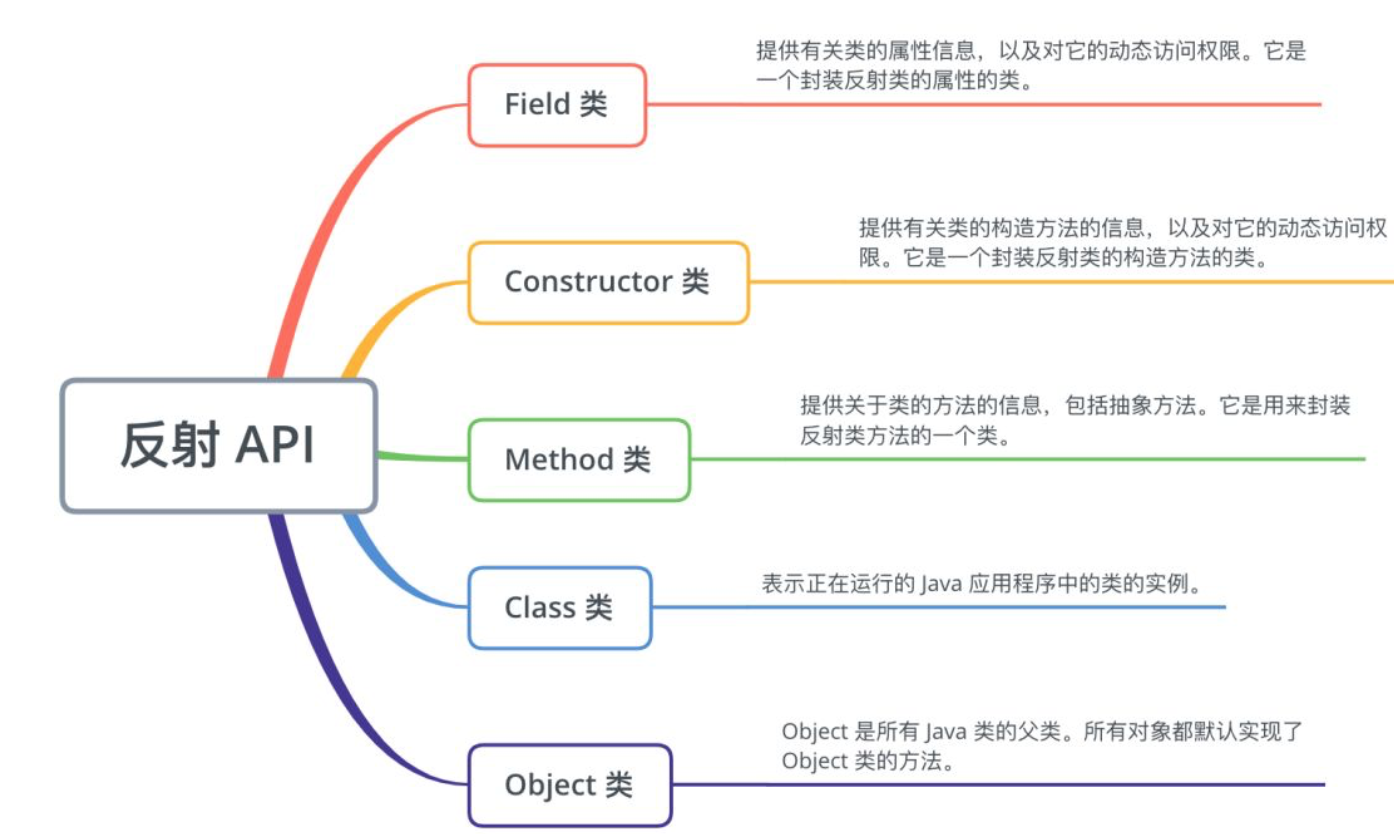 提供有关类的属性信息，以及对它的动态访问权限。它是
一个封装反射类的属性的类。
Field 类
提供有关类的构造方法的信息，以及对它的动态访问权
限。它是一个封装反射类的构造方法的类。
Constructor 类
反射 API
提供关于类的方法的信息，包括抽象方法。它是用来封装
反射类方法的一个类。
Method 类
表示正在运行的 Java 应用程序中的类的实例。
Class 类
Object 是所有 Java 类的父类。所有对象都默认实现了
Object 类的方法。
Object 类